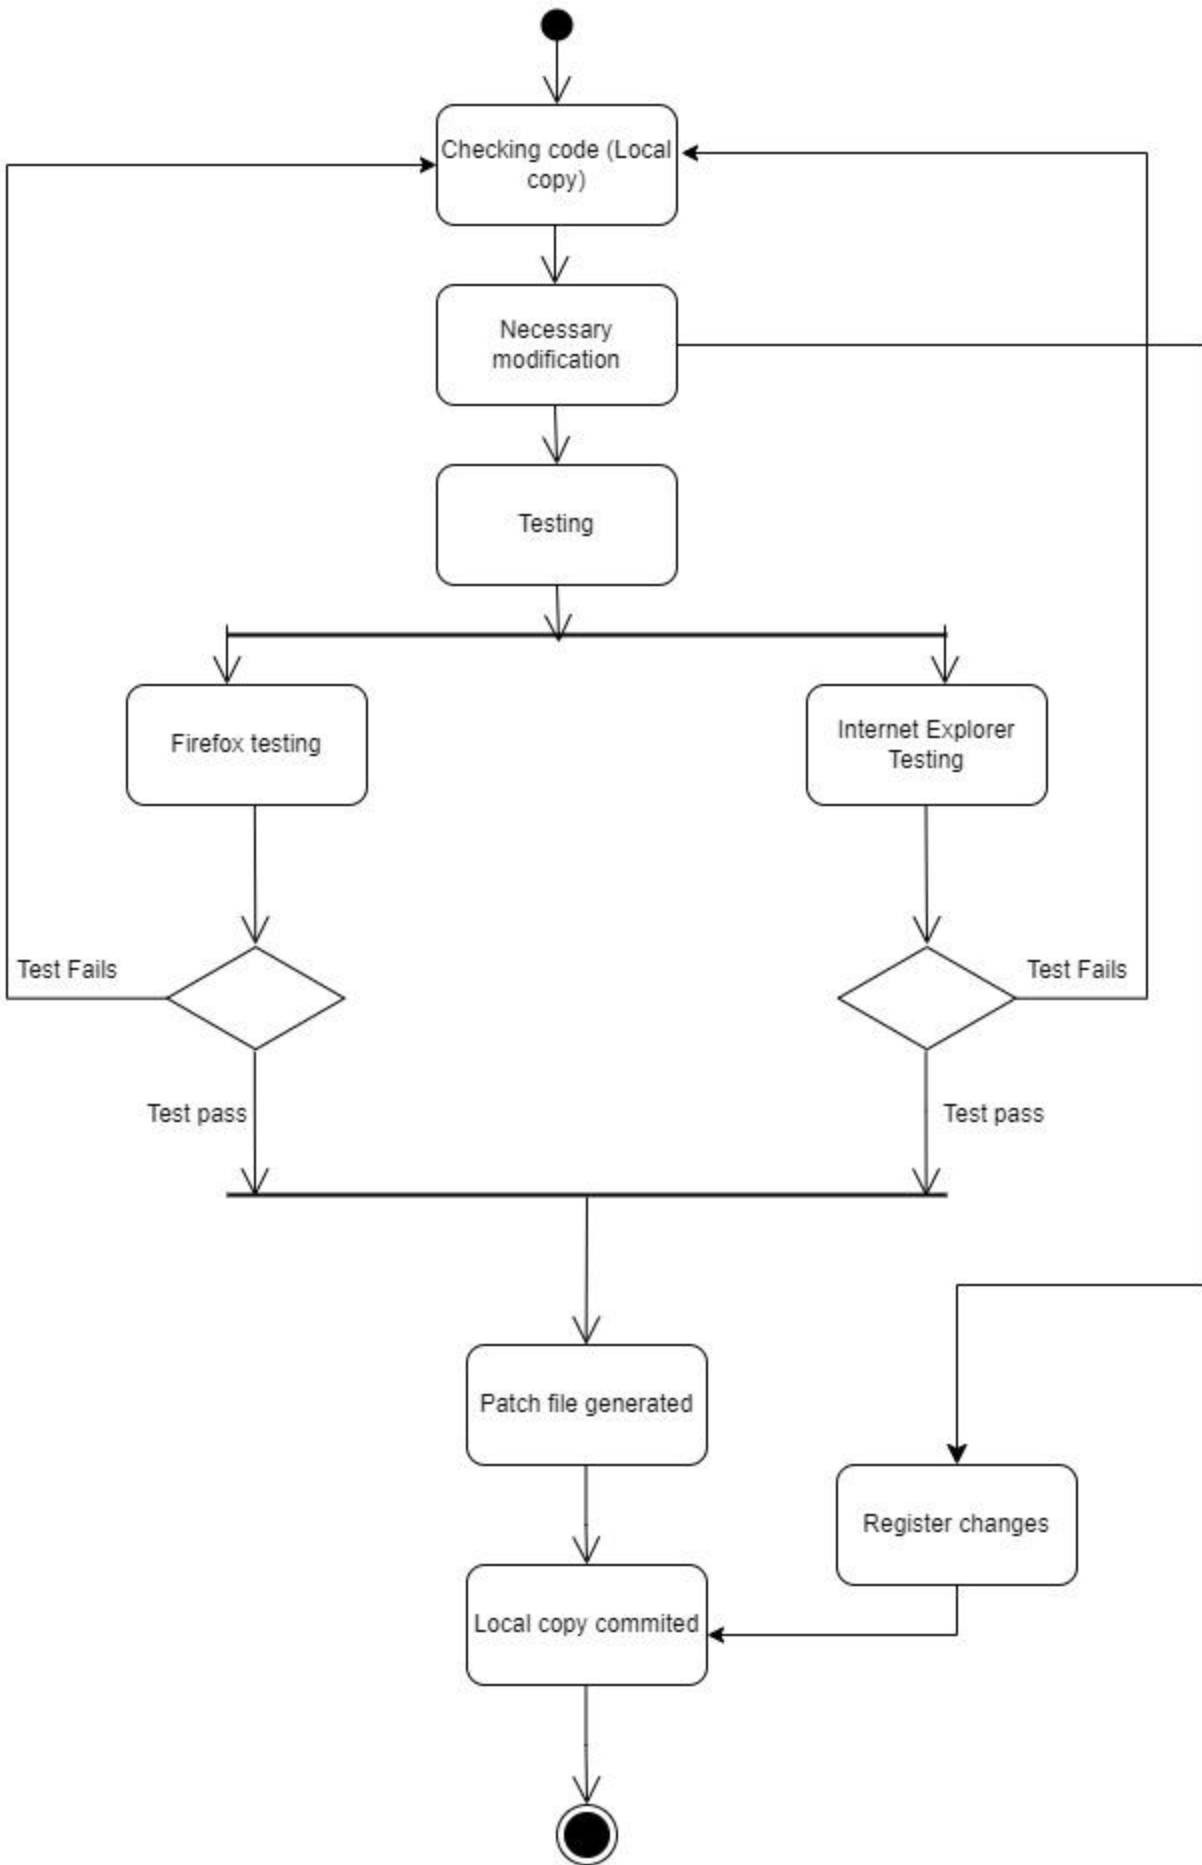 Checking code (Local
copy)
Necessary
modification
Testing
Firefox testing
Internet Explorer
Testing
Test Fails
Test Fails
Test pass
Test pass
Patch file generated
Register changes
Local copy commited